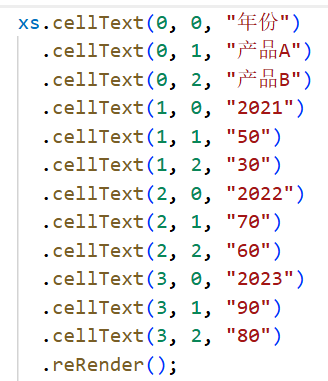 xs.cellText(0, 0, "年份")
.cellText(0, 1, "产品A")
.cellText(0, 2, "产品B")
.cellText(1, 0, "2021")
.cellText(1, 1, "50")
.cellText(1, 2, "30")
.cellText(2, 0, "2022")
.cellText(2, 1, "70")
.cellText(2, 2, "60")
.cellText(3, 0, "2023")
.cellText(3, 1, "90")
.cellText(3, 2, "80")
.reRender();